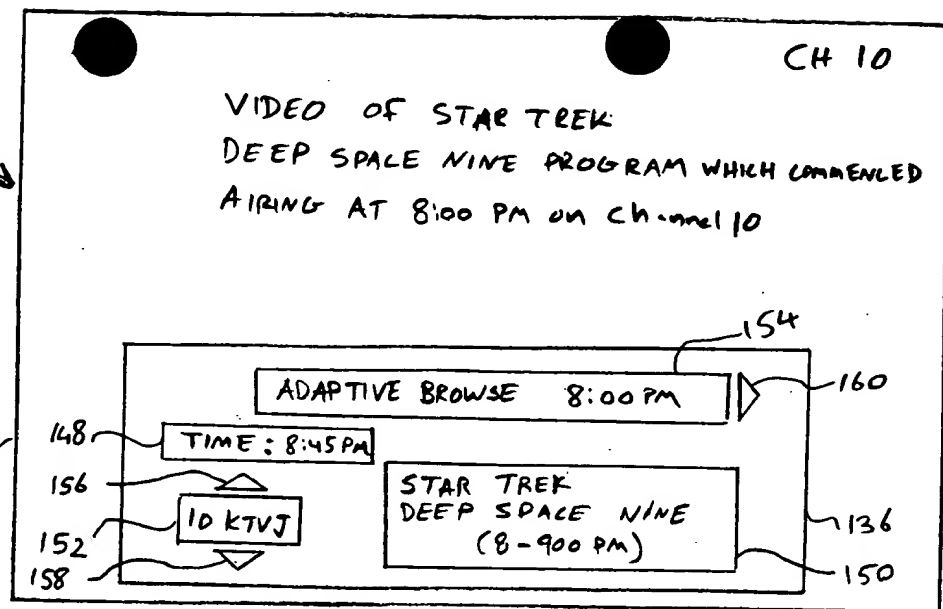 CH 10
VIDEO OF STAR TREK
DEEP SPACE NINE PROGRAM WHICH COMMENCED
AIRING AT 8:00 PM on Channel 10
154
ADAPTIVE BROWSE 8:00 PM
160
148
TIME: 8:45 PM
156
STAR TREK
DEEP SPACE NINE
(8-900 PM)
10 KTVJ
136
152
158
150